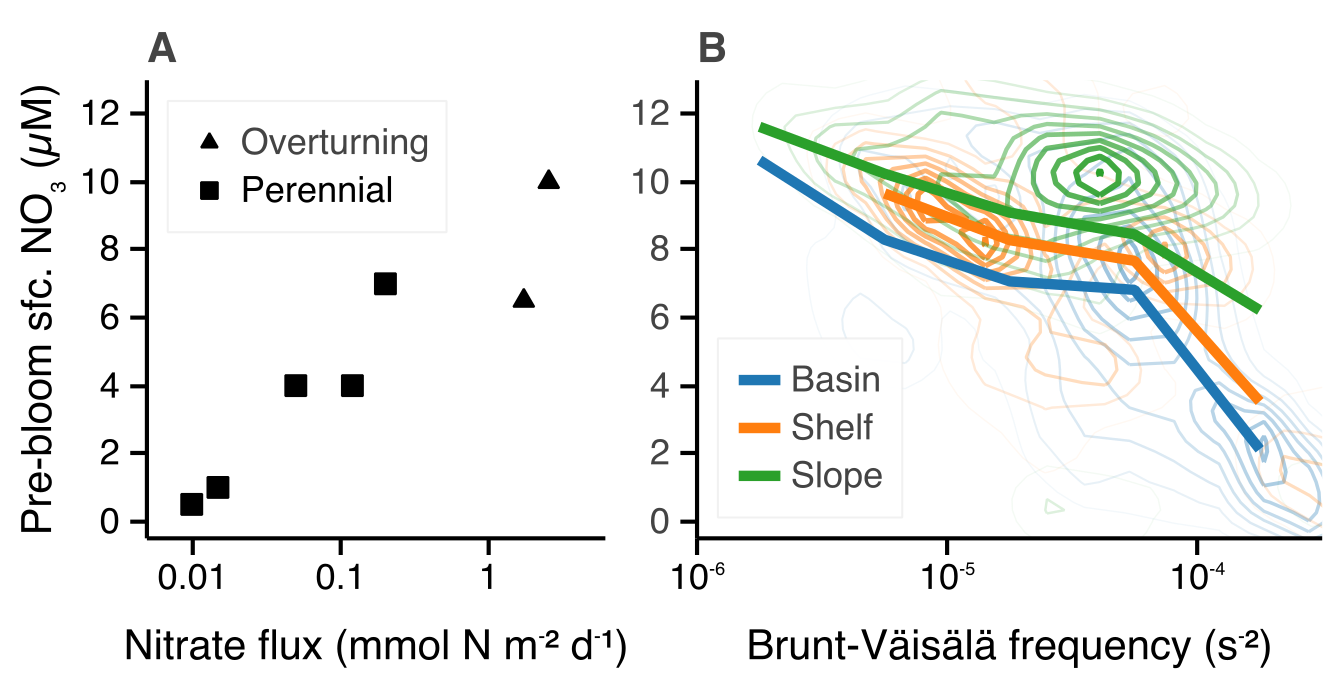 A
B
Pre-bloom sfc. NO₃ (µM)
12
10
8
6
4
2
0
Overturning
Perennial
0.01
0.1
1
Nitrate flux (mmol N m⁻² d⁻¹)
12
10
8
6
4
2
0
Basin
Shelf
Slope
10⁻⁶
10⁻⁵
10⁻⁴
Brunt-Väisälä frequency (s⁻²)